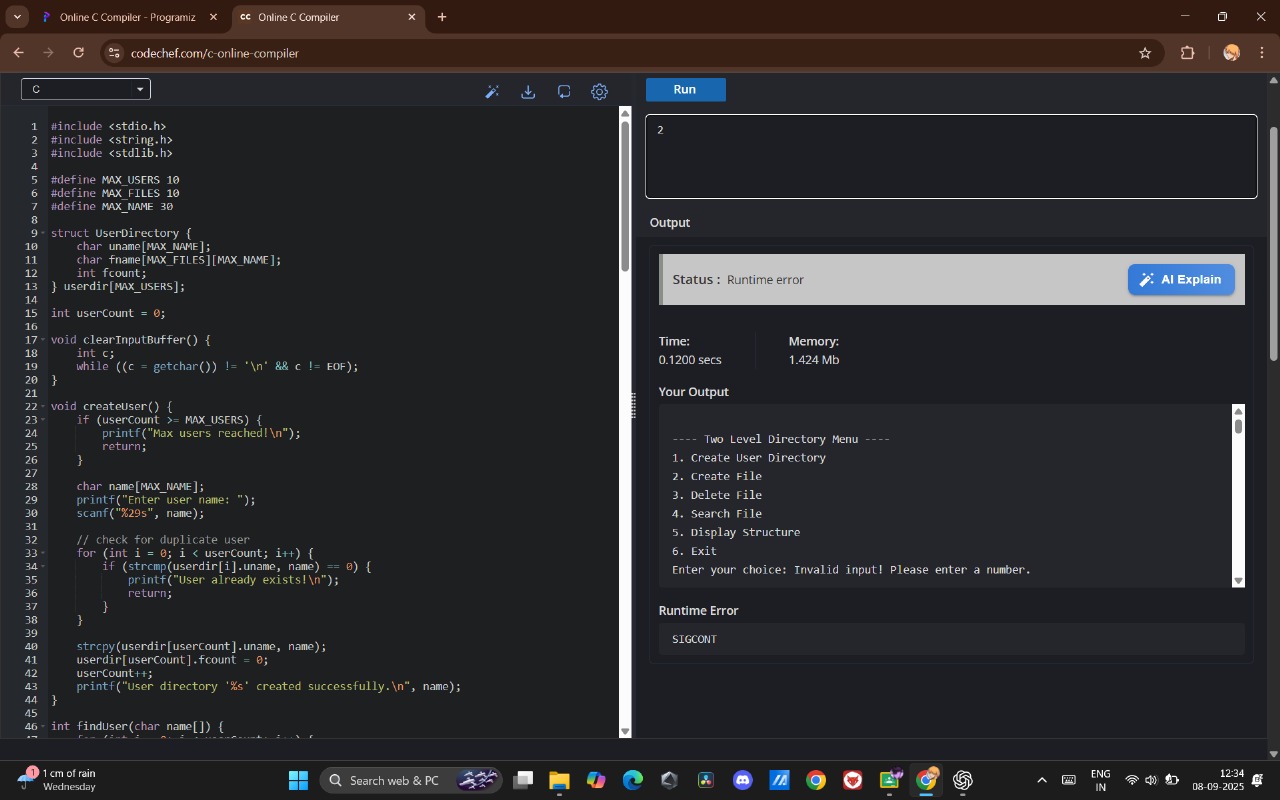 Online C Compiler - Programiz
Online C Compiler
codechef.com/c-online-compiler
C
Run
1 #include <stdio.h>
2 #include <string.h>
3 #include <stdlib.h>
4
5 #define MAX_USERS 10
6 #define MAX_FILES 10
7 #define MAX_NAME 30
8
9 struct UserDirectory {
10 char uname[MAX_NAME];
11 char fname[MAX_FILES][MAX_NAME];
12 int fcount;
13 } userdir[MAX_USERS];
14
15 int userCount = 0;
16
17 void clearInputBuffer() {
18 int c;
19 while ((c = getchar()) != '\n' && c != EOF);
20 }
21
22 void createUser() {
23 if (userCount >= MAX_USERS) {
24 printf("Max users reached!\n");
25 return;
26 }
27
28 char name[MAX_NAME];
29 printf("Enter user name: ");
30 scanf("%29s", name);
31
32 // check for duplicate user
33 for (int i = 0; i < userCount; i++) {
34 if (strcmp(userdir[i].uname, name) == 0) {
35 printf("User already exists!\n");
36 return;
37 }
38 }
39
40 strcpy(userdir[userCount].uname, name);
41 userdir[userCount].fcount = 0;
42 userCount++;
43 printf("User directory '%s' created successfully.\n", name);
44 }
45
46 int findUser(char name[]) {
2
Output
Status : Runtime error
AI Explain
Time:
0.1200 secs
Memory:
1.424 Mb
Your Output
---- Two Level Directory Menu ----
1. Create User Directory
2. Create File
3. Delete File
4. Search File
5. Display Structure
6. Exit
Enter your choice: Invalid input! Please enter a number.
Runtime Error
SIGCONT
1
1 cm of rain
Wednesday
Search web & PC
ENG
IN
12:34
08-09-2025